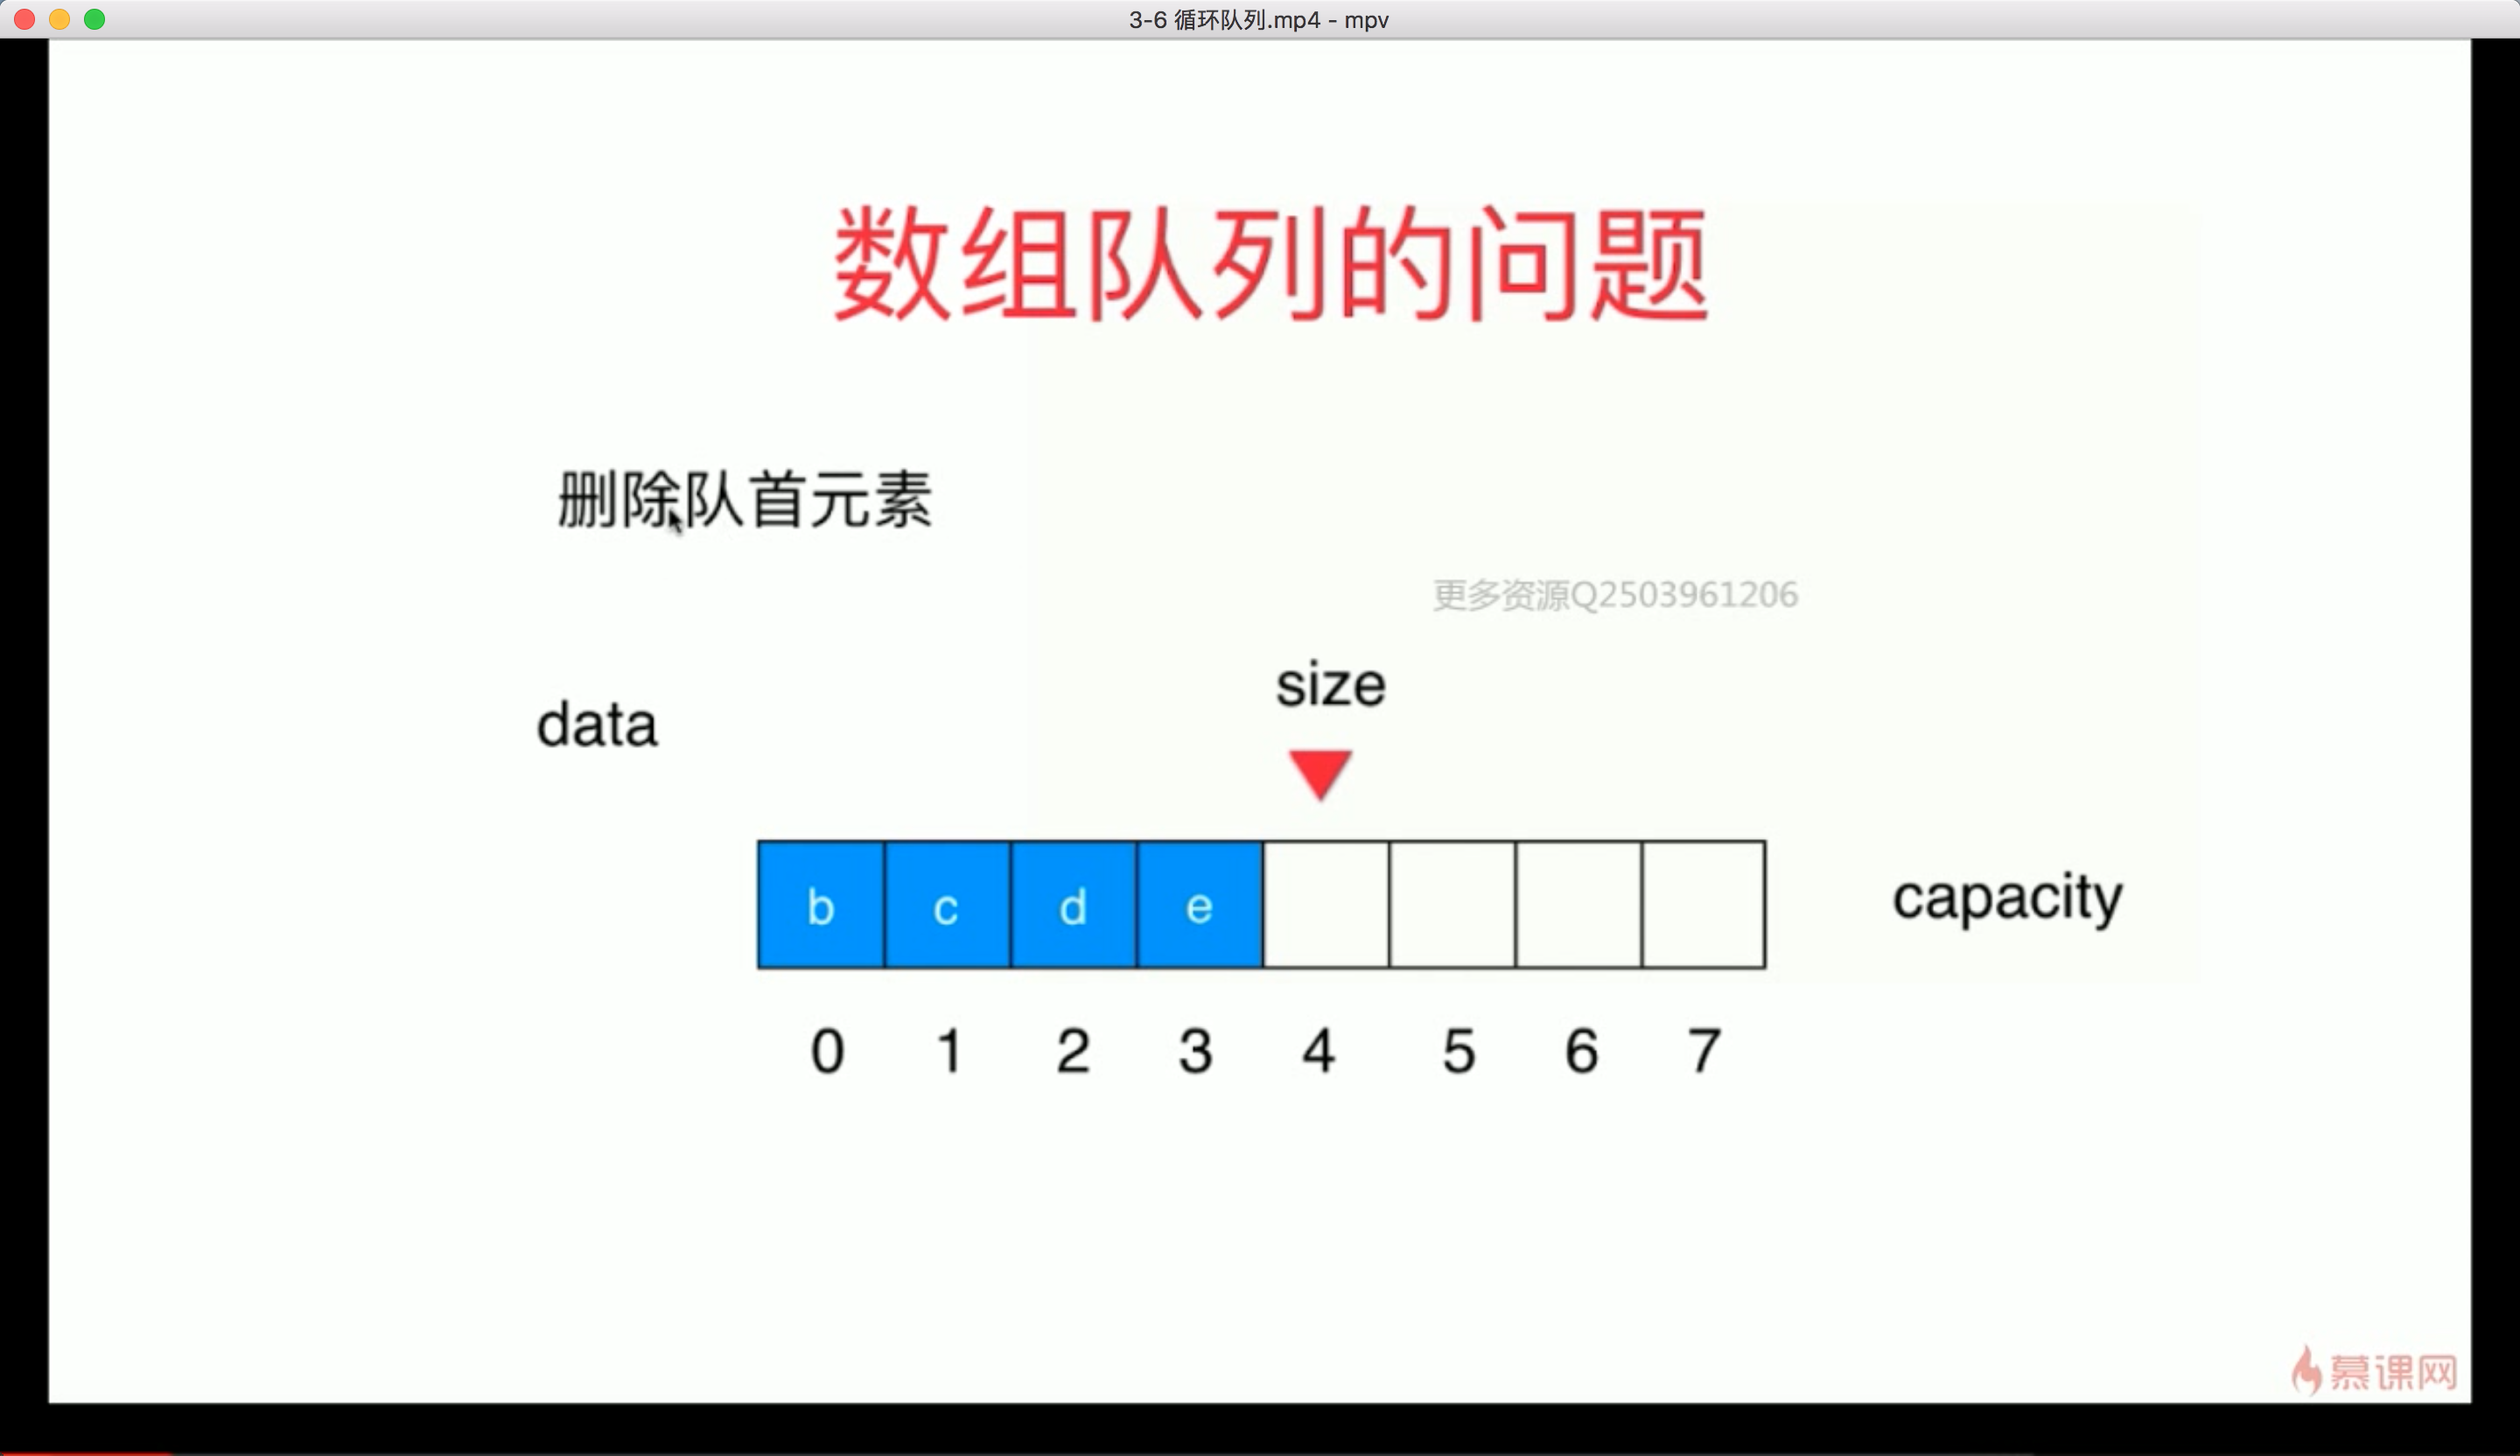 3-6 循环队列.mp4 - mpv
数组队列的问题
删除队首元素
更多资源Q2503961206
size
data
b c d e
capacity
0 1 2 3 4 5 6 7
慕课网